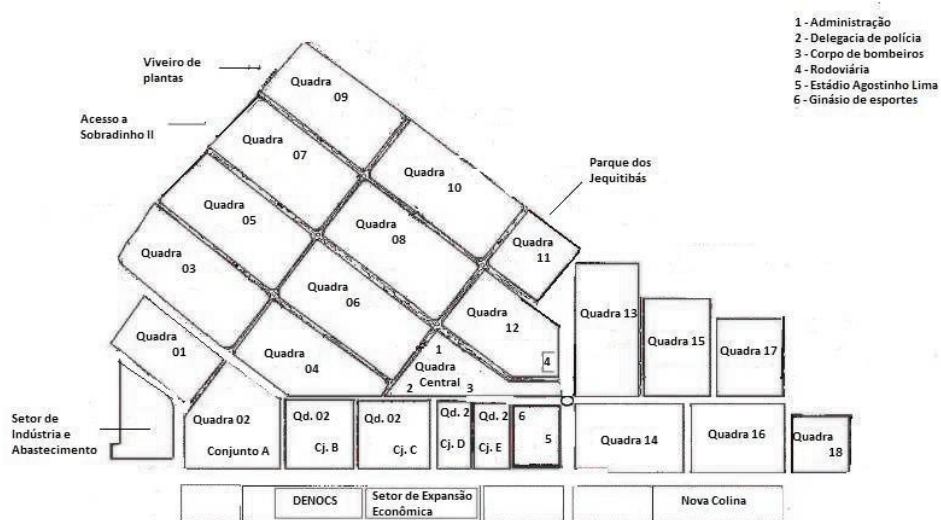 1 - Administração
2 - Delegacia de polícia
3 - Corpo de bombeiros
4 - Rodoviária
5 - Estádio Agostinho Lima
6 - Ginásio de esportes
Viveiro de
plantas
Acesso a
Sobradinho II
Parque dos
Jequitibás
Quadra
09
Quadra
07
Quadra
10
Quadra
05
Quadra
08
Quadra
11
Quadra
03
Quadra
06
Quadra
12
4
Quadra 13
Quadra 15
Quadra 17
Quadra
01
Quadra
04
1
Quadra
Central
2
3
Setor de
Indústria e
Abastecimento
Quadra 02
Conjunto A
Qd. 02
Cj. B
Qd. 02
Cj. C
Qd. 2
Cj. D
Qd. 2
Cj. E
6
5
Quadra 14
Quadra 16
Quadra
18
DENOCS
Setor de Expansão
Econômica
Nova Colina